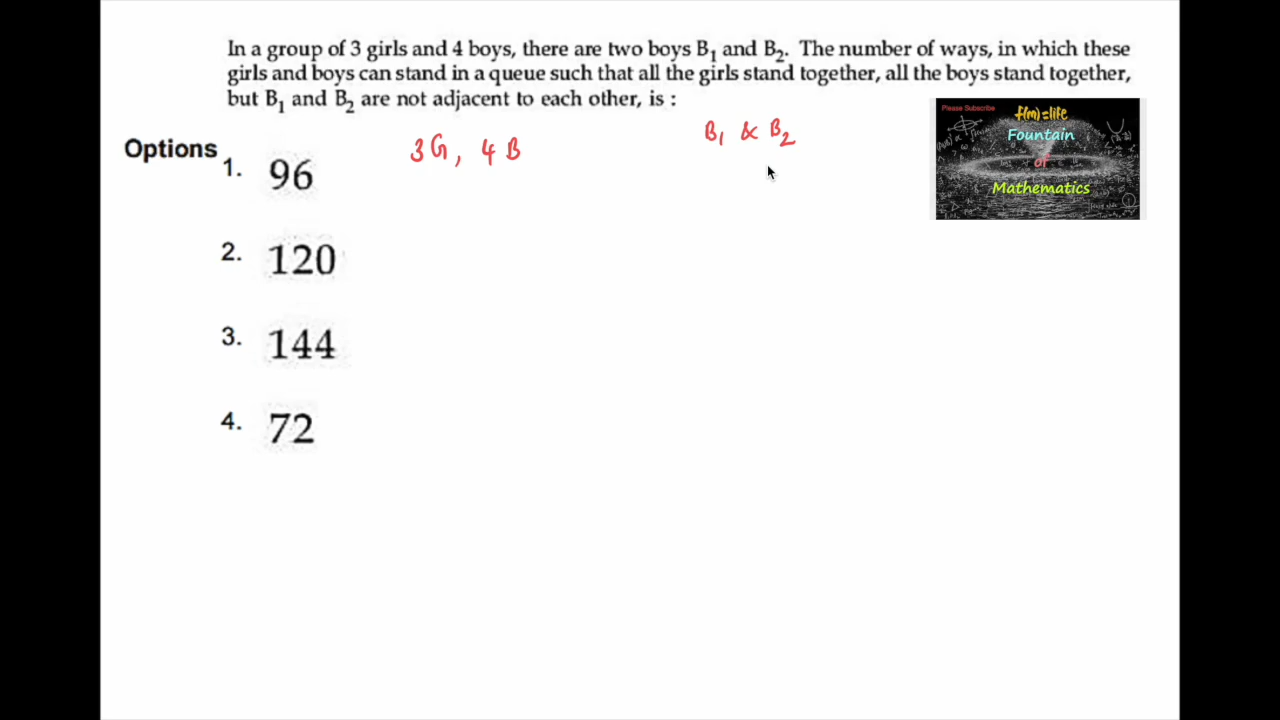 In a group of 3 girls and 4 boys, there are two boys B₁ and B₂. The number of ways, in which these
girls and boys can stand in a queue such that all the girls stand together, all the boys stand together,
but B₁ and B₂ are not adjacent to each other, is :
Please Subscribe
f(m)=life
Fountain
of
Mathematics
3G, 4B
B₁ & B₂
Options
1. 96
2. 120
3. 144
4. 72